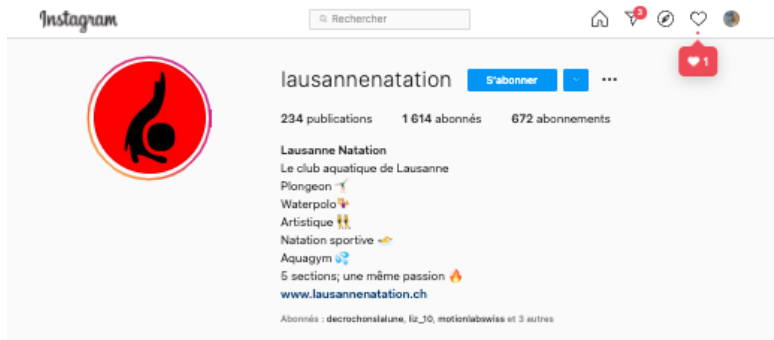 Instagram
Rechercher
3
1
lausannenatation S'abonner
234 publications 1 614 abonnés 672 abonnements
Lausanne Natation
Le club aquatique de Lausanne
Plongeon
Waterpolo
Artistique
Natation sportive
Aquagym
5 sections; une même passion
www.lausannenatation.ch
Abonnés : decrochonslalune, liz_10, motionlabswiss et 3 autres